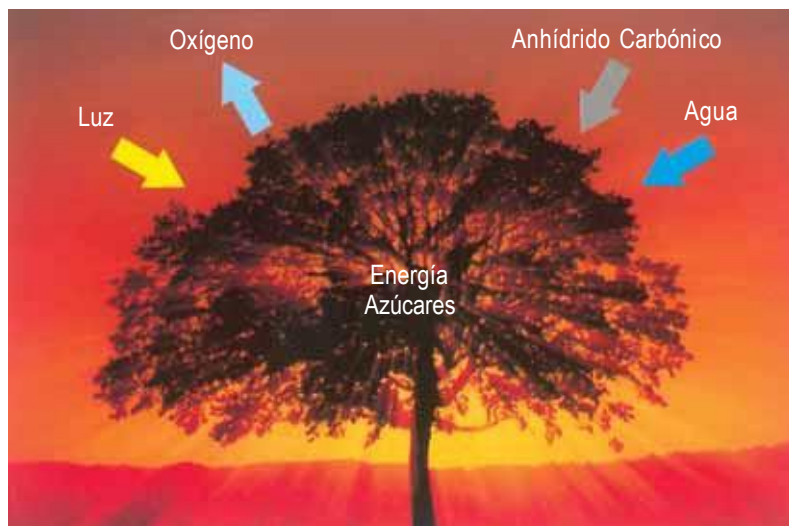 Oxígeno
Anhídrido Carbónico
Luz
Agua
Energía
Azúcares